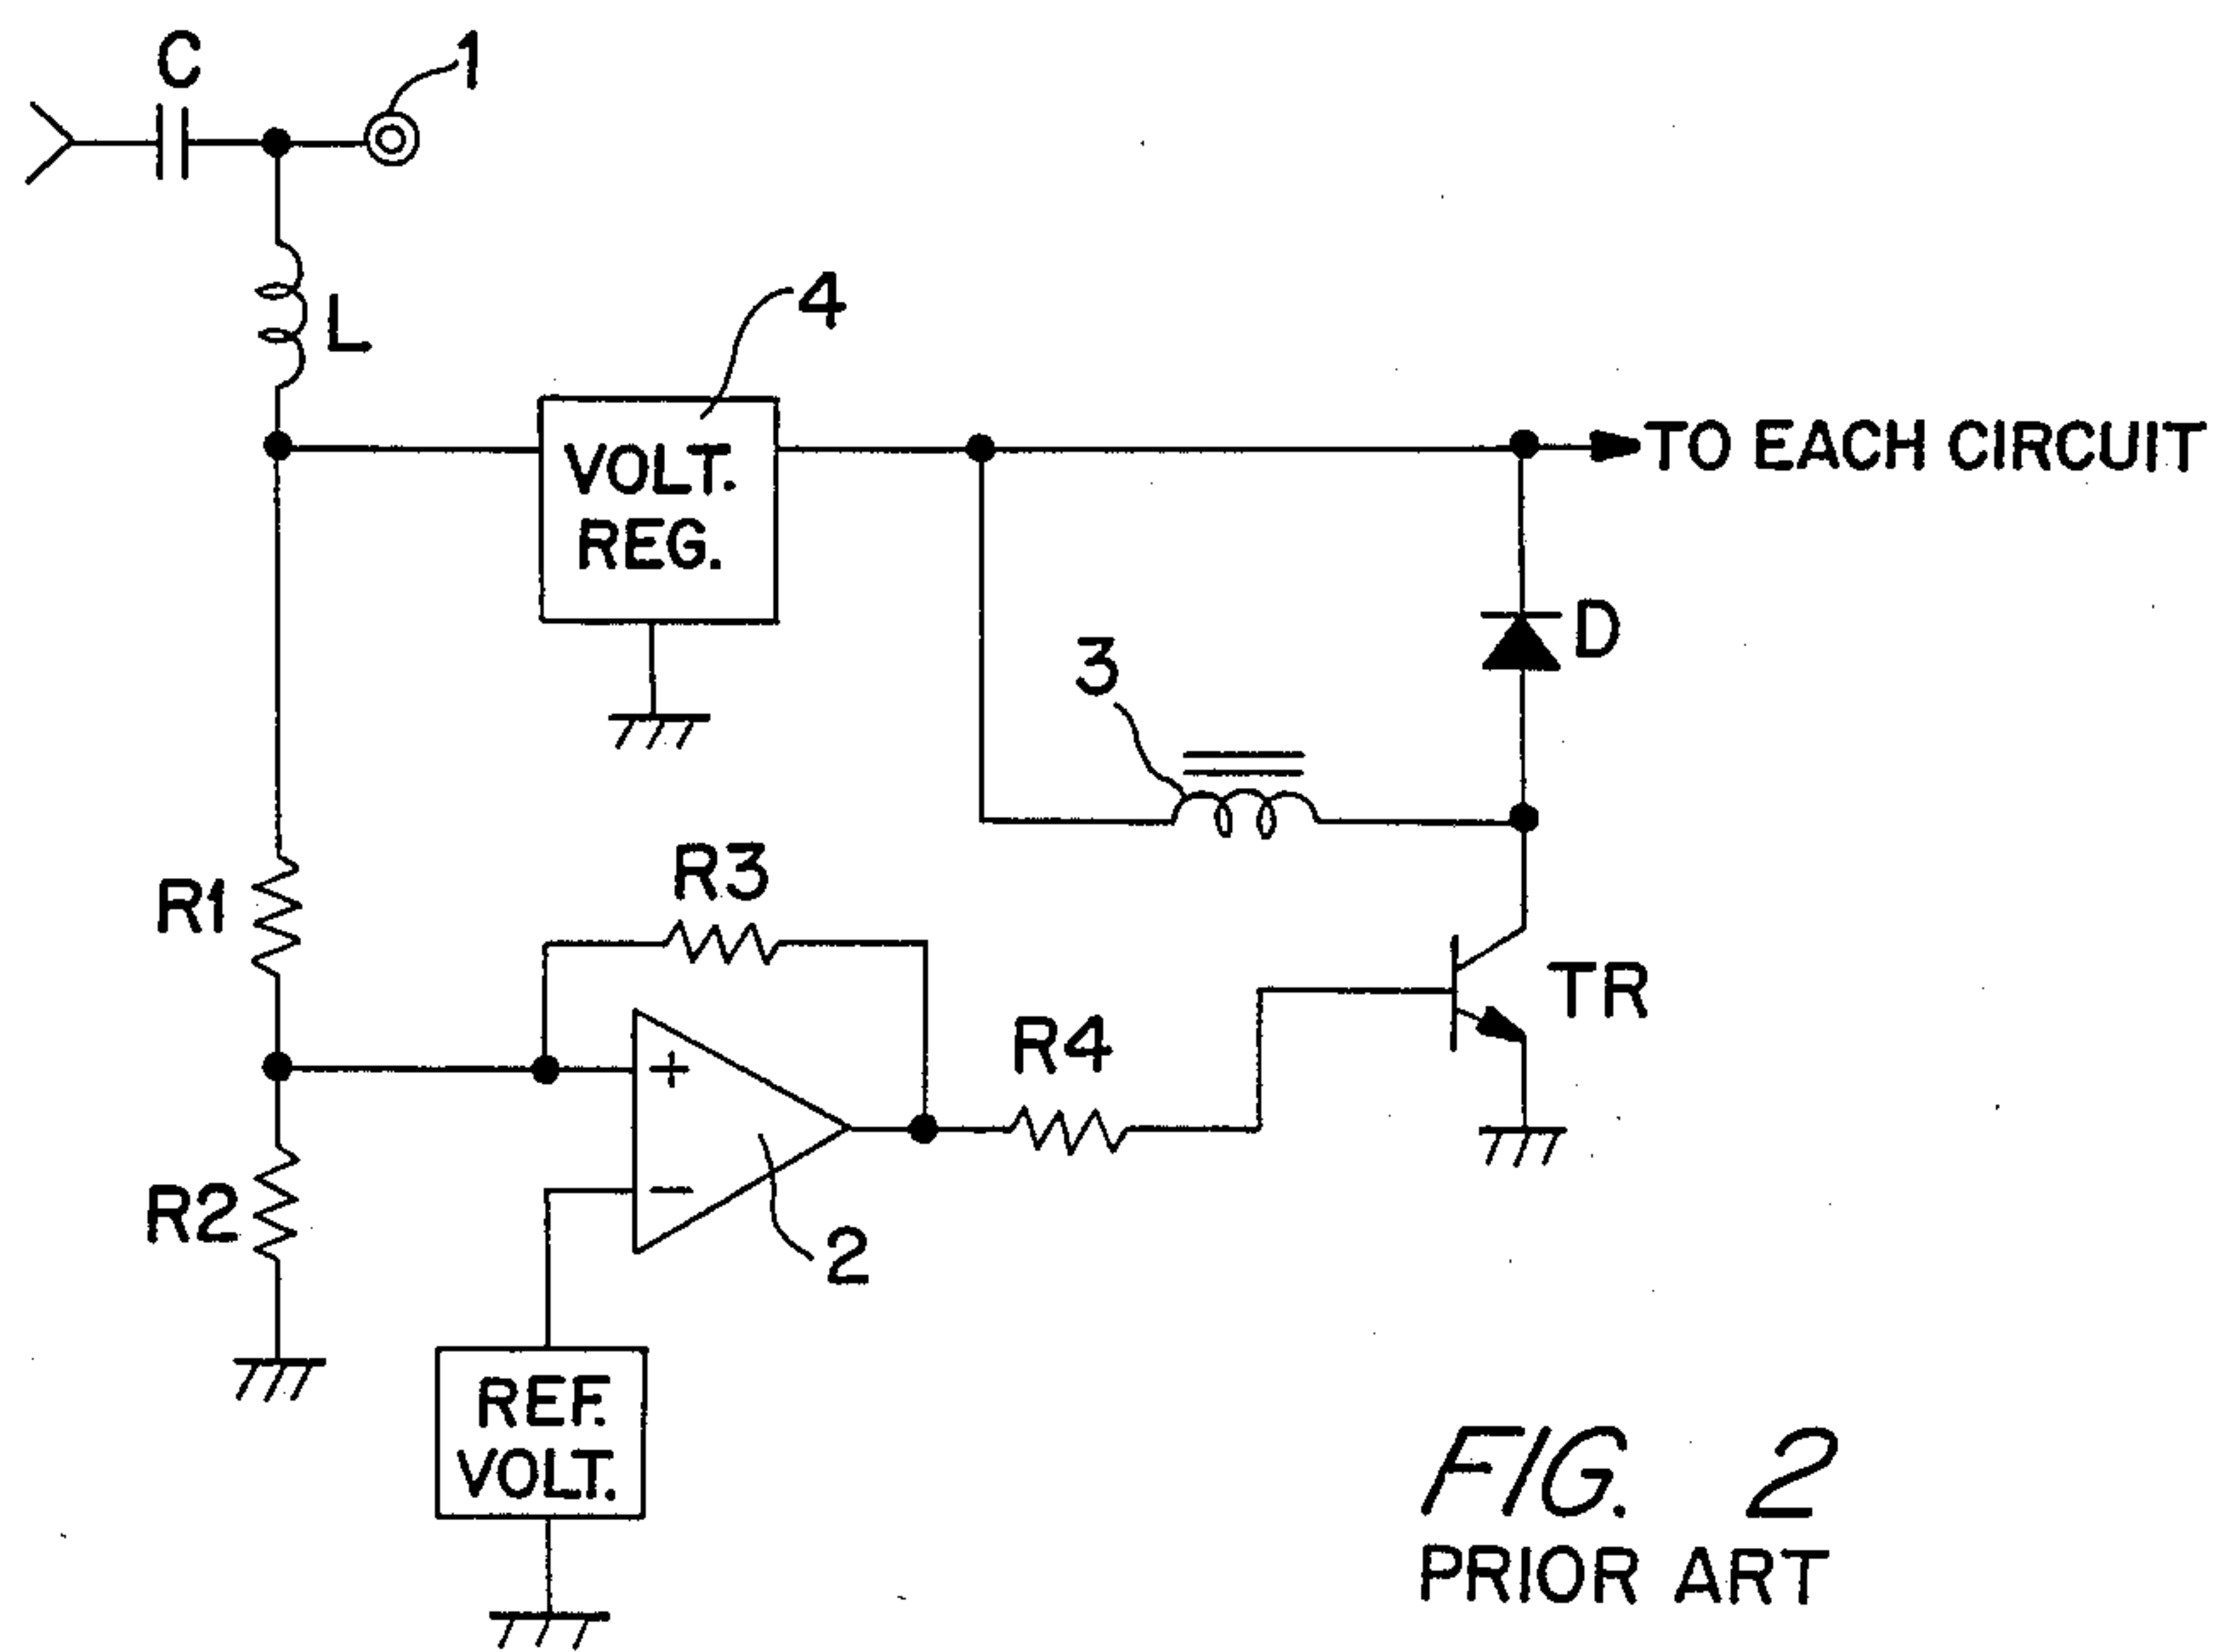 C
1
L
4
VOLT.
REG.
TO EACH CIRCUIT
D
3
R1
R3
TR
R4
+
−
R2
2
REF.
VOLT.
FIG. 2
PRIOR ART